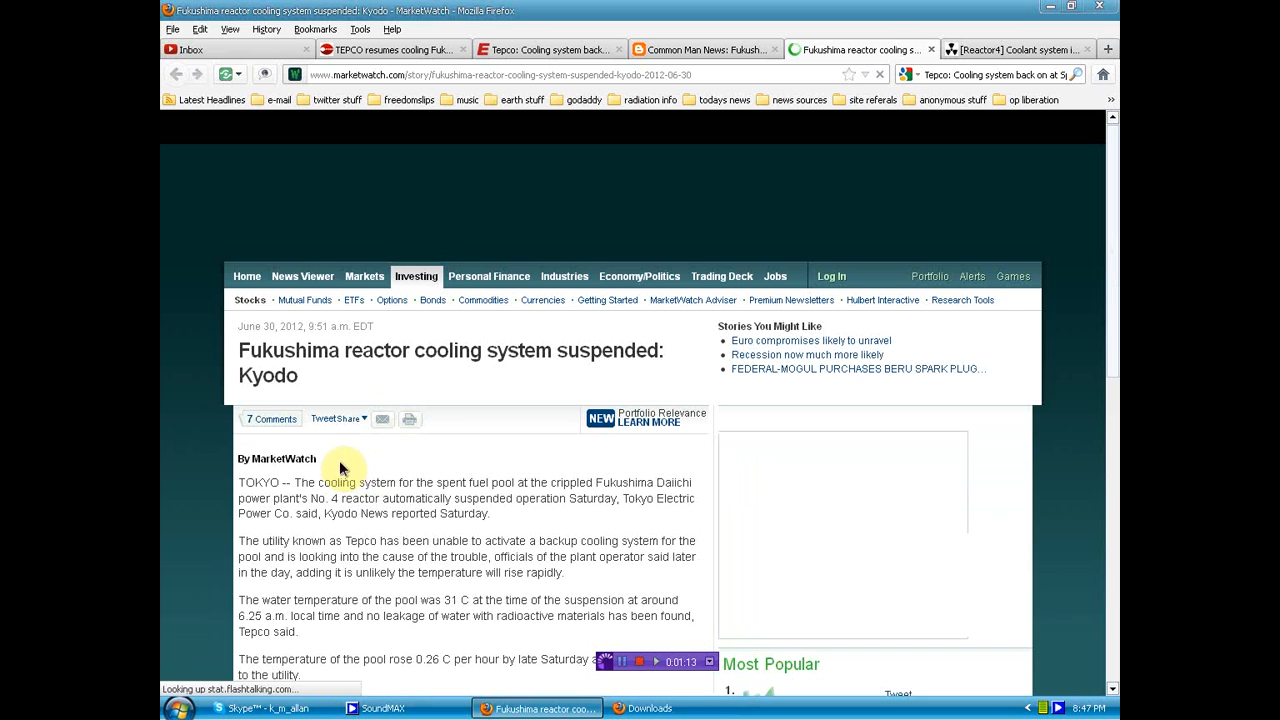 Fukushima reactor cooling system suspended: Kyodo - MarketWatch - Mozilla Firefox
File Edit View History Bookmarks Tools Help
Inbox TEPCO resumes cooling Fuk... Tepco: Cooling system back... Common Man News: Fukush... Fukushima reactor cooling s... [Reactor4] Coolant system i...
www.marketwatch.com/story/fukushima-reactor-cooling-system-suspended-kyodo-2012-06-30 Tepco: Cooling system back on at Sp
Latest Headlines e-mail twitter stuff freedomslips music earth stuff godaddy radiation info todays news news sources site referals anonymous stuff op liberation
Home News Viewer Markets Investing Personal Finance Industries Economy/Politics Trading Deck Jobs Log In Portfolio Alerts Games
Stocks • Mutual Funds • ETFs • Options • Bonds • Commodities • Currencies • Getting Started • MarketWatch Adviser • Premium Newsletters • Hulbert Interactive • Research Tools
June 30, 2012, 9:51 a.m. EDT
Fukushima reactor cooling system suspended:
Kyodo
Stories You Might Like
• Euro compromises likely to unravel
• Recession now much more likely
• FEDERAL-MOGUL PURCHASES BERU SPARK PLUG...
7 Comments Tweet Share
NEW Portfolio Relevance
LEARN MORE
By MarketWatch
TOKYO -- The cooling system for the spent fuel pool at the crippled Fukushima Daiichi
power plant's No. 4 reactor automatically suspended operation Saturday, Tokyo Electric
Power Co. said, Kyodo News reported Saturday.
The utility known as Tepco has been unable to activate a backup cooling system for the
pool and is looking into the cause of the trouble, officials of the plant operator said later
in the day, adding it is unlikely the temperature will rise rapidly.
The water temperature of the pool was 31 C at the time of the suspension at around
6.25 a.m. local time and no leakage of water with radioactive materials has been found,
Tepco said.
The temperature of the pool rose 0.26 C per hour by late Saturday
to the utility.
0:01:13
Most Popular
1.
Tweet
Looking up stat.flashtalking.com...
Skype™ - k_m_allan SoundMAX Fukushima reactor coo... Downloads 8:47 PM